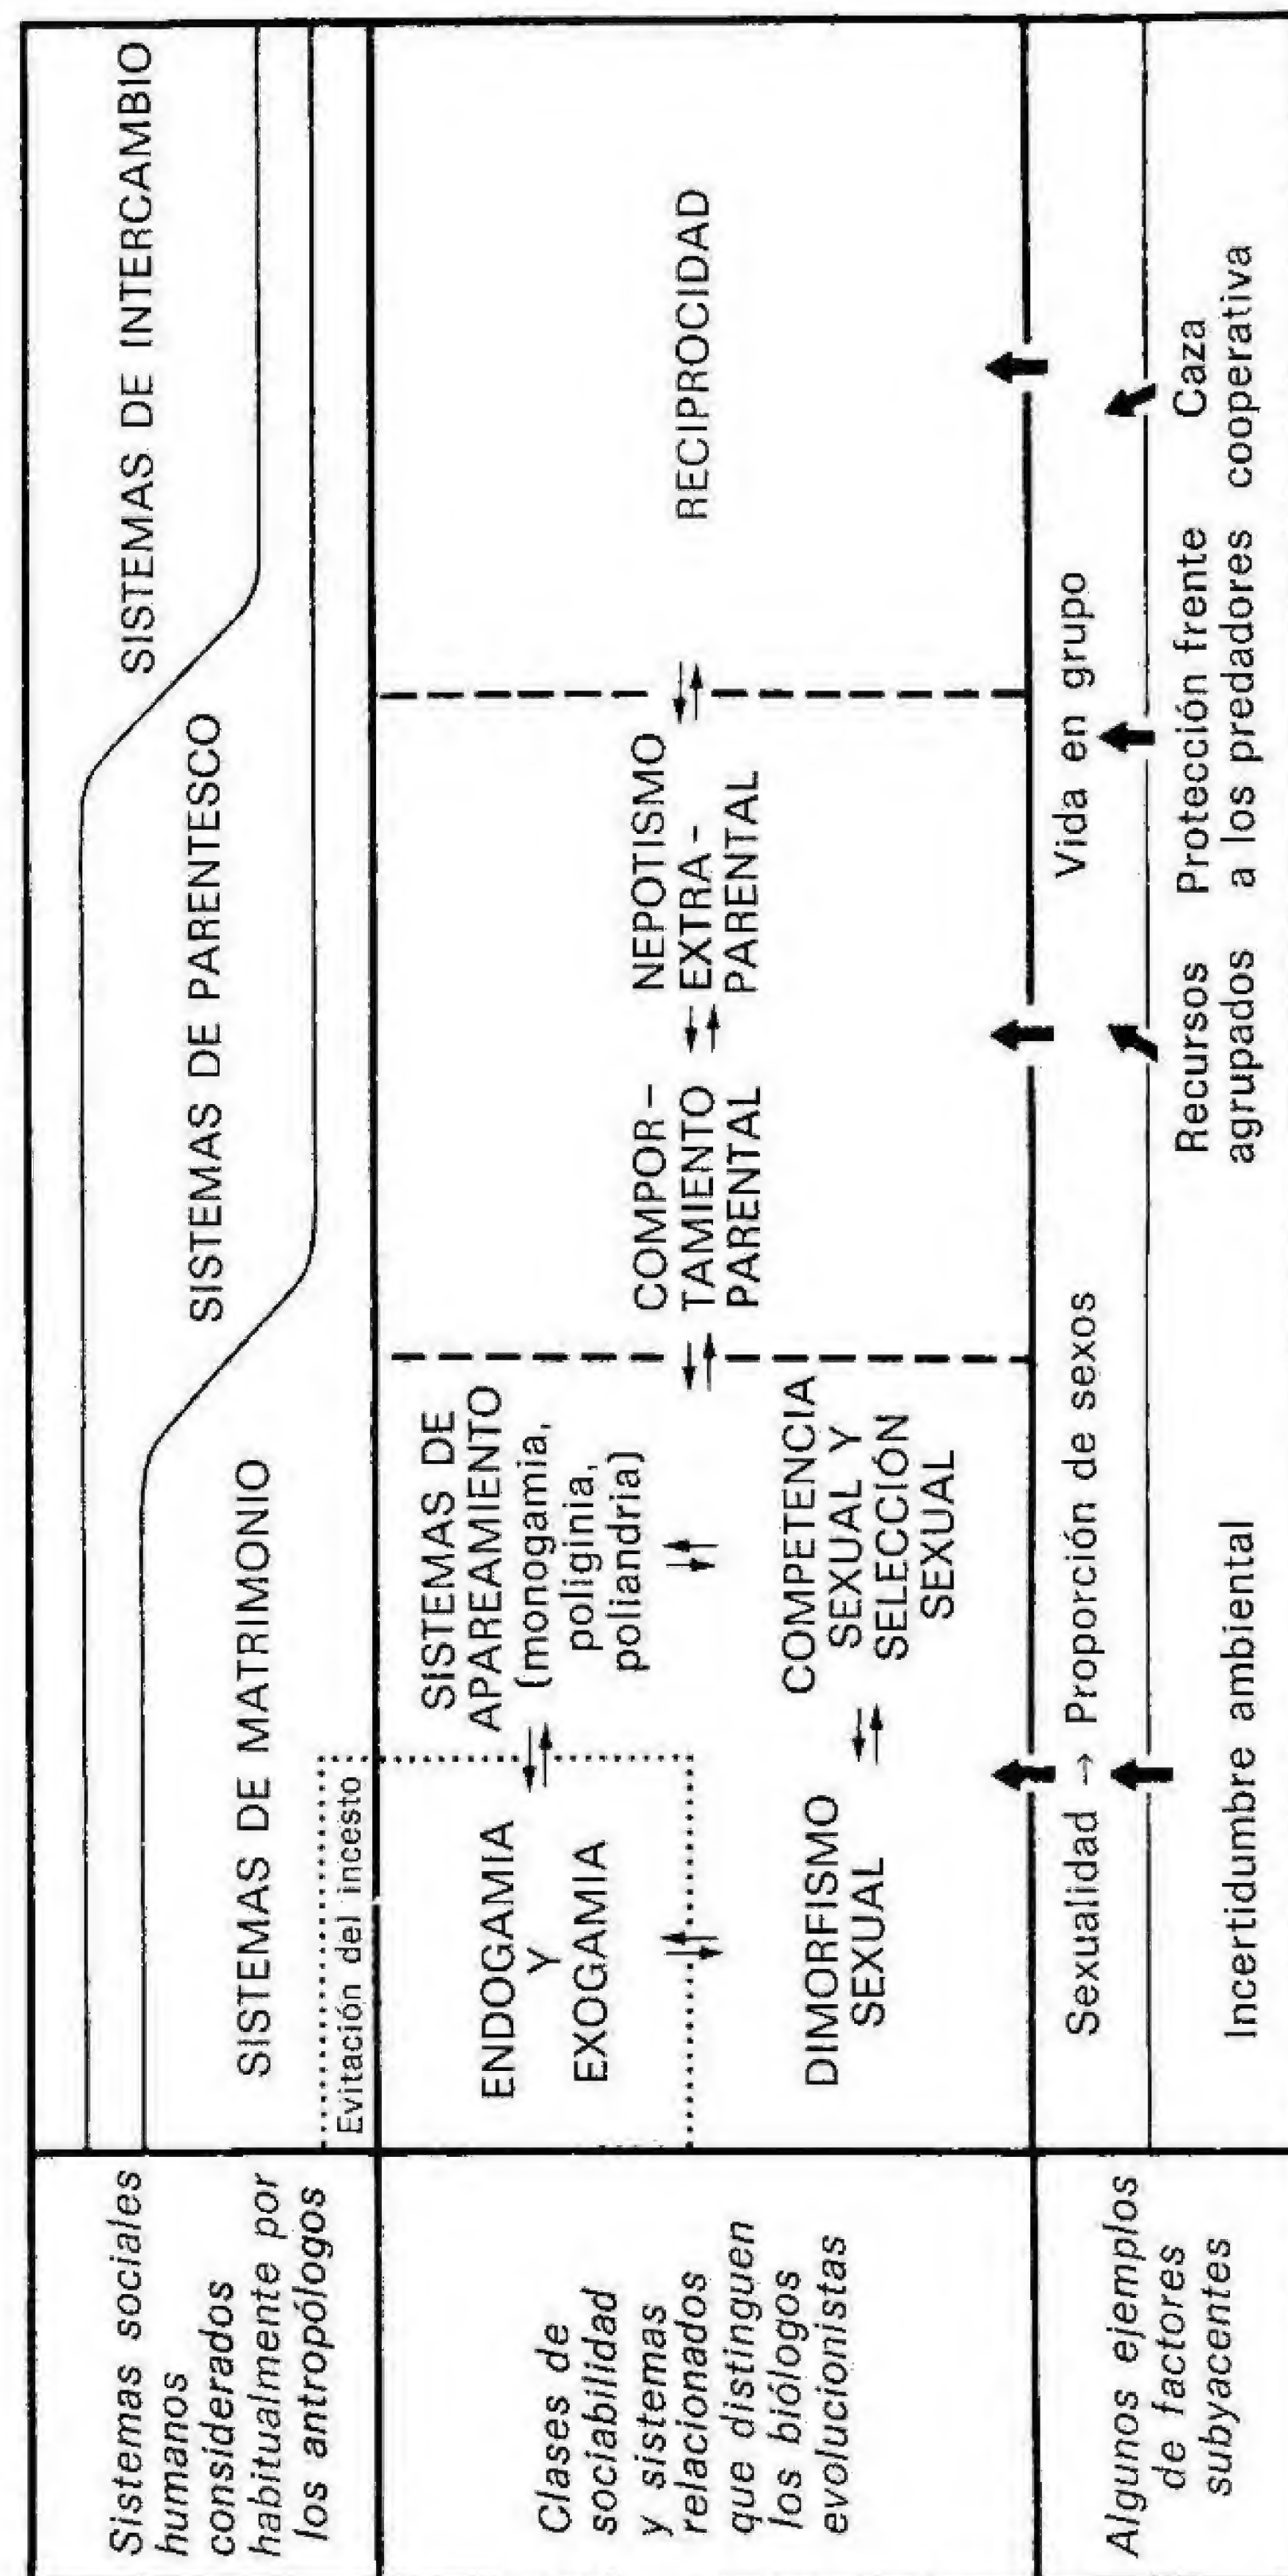 Sistemas sociales
humanos
considerados
habitualmente por
los antropólogos
SISTEMAS DE INTERCAMBIO
SISTEMAS DE PARENTESCO
SISTEMAS DE MATRIMONIO
Evitación del incesto
Clases de
sociabilidad
y sistemas
relacionados
que distinguen
los biólogos
evolucionistas
ENDOGAMIA
Y
EXOGAMIA
SISTEMAS DE
APAREAMIENTO
(monogamia,
poliginia,
poliandria)
DIMORFISMO
SEXUAL
COMPETENCIA
SEXUAL Y
SELECCIÓN
SEXUAL
COMPOR–
TAMIENTO
PARENTAL
NEPOTISMO
EXTRA-
PARENTAL
RECIPROCIDAD
Algunos ejemplos
de factores
subyacentes
Sexualidad → Proporción de sexos
Vida en grupo
Incertidumbre ambiental
Recursos
agrupados
Protección frente
a los predadores
Caza
cooperativa